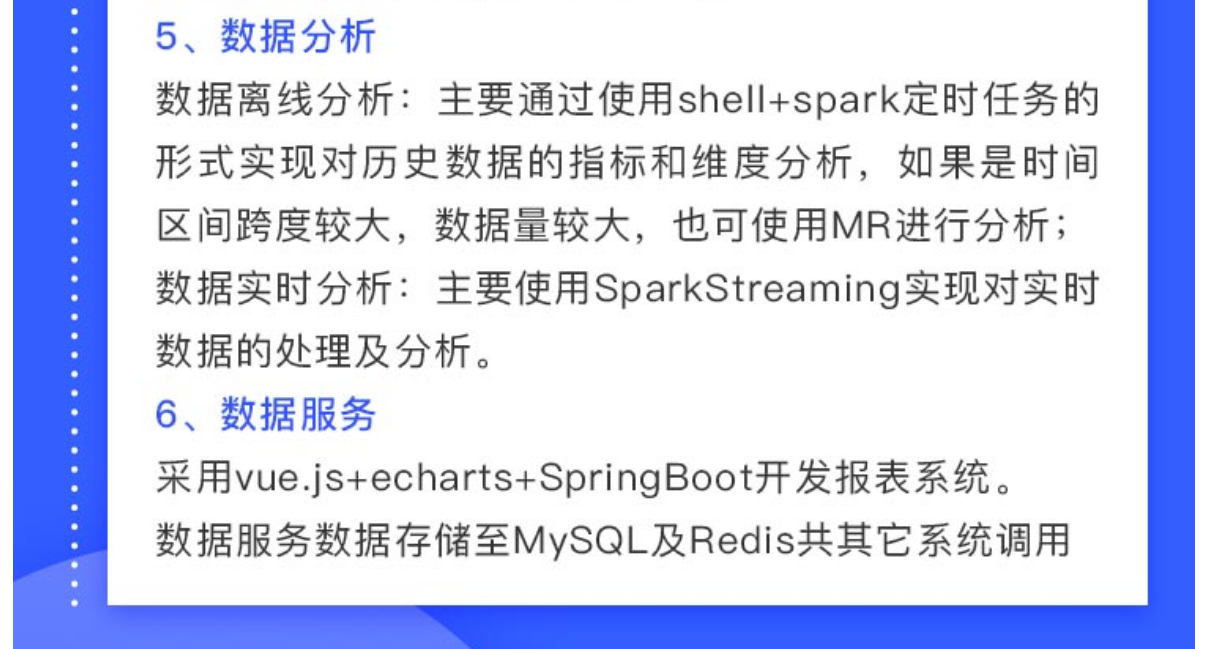 5、数据分析
数据离线分析：主要通过使用shell+spark定时任务的
形式实现对历史数据的指标和维度分析，如果是时间
区间跨度较大，数据量较大，也可使用MR进行分析；
数据实时分析：主要使用SparkStreaming实现对实时
数据的处理及分析。
6、数据服务
采用vue.js+echarts+SpringBoot开发报表系统。
数据服务数据存储至MySQL及Redis共其它系统调用